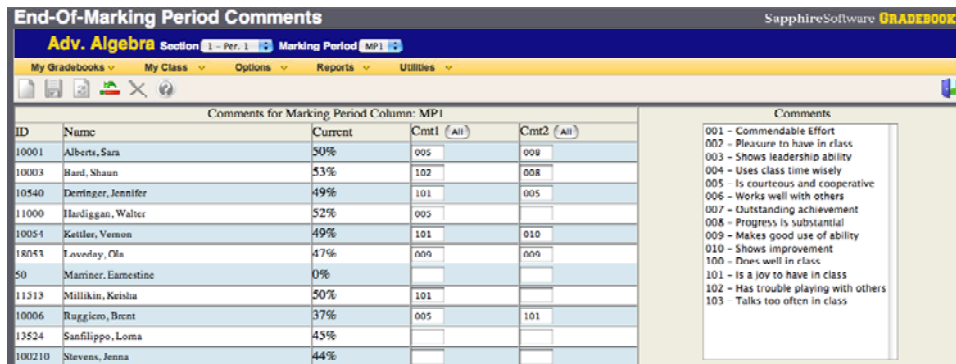 End-Of-Marking Period Comments
SapphireSoftware GRADEBOOK
Adv. Algebra Section 1 - Per. 1 Marking Period MP1
My Gradebooks My Class Options Reports Utilities
Comments for Marking Period Column: MP1
ID Name Current Cmt1 (All) Cmt2 (All)
10001 Alberts, Sara 50% 005 009
10003 Bard, Shaun 53% 102 008
10540 Derringer, Jennifer 49% 101 005
11000 Hardiggan, Walter 52% 005
10054 Kettler, Vernon 49% 101 010
18053 Loveday, Ola 47% 009 009
50 Marriner, Earnestine 0%
11513 Millikin, Keisha 50% 101
10006 Ruggiero, Brent 37% 005 101
13524 Sanfilippo, Lorna 45%
100210 Stevens, Jenna 44%
Comments
001 - Commendable Effort
002 - Pleasure to have in class
003 - Shows leadership ability
004 - Uses class time wisely
005 - Is courteous and cooperative
006 - Works well with others
007 - Outstanding achievement
008 - Progress is substantial
009 - Makes good use of ability
010 - Shows improvement
100 - Does well in class
101 - Is a joy to have in class
102 - Has trouble playing with others
103 - Talks too often in class